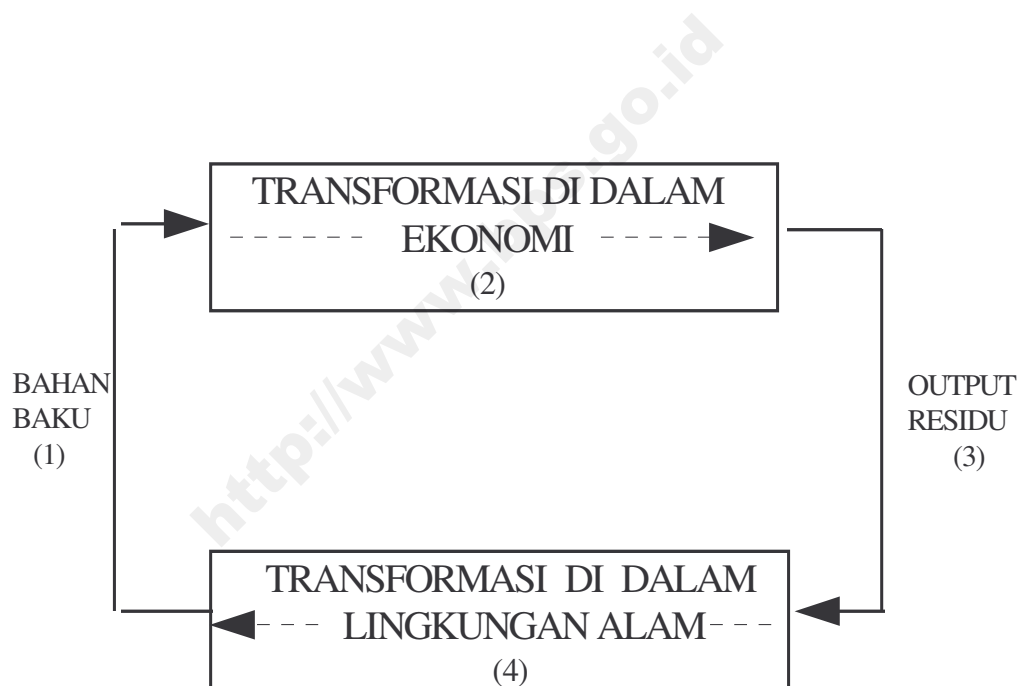 TRANSFORMASI DI DALAM
EKONOMI
(2)
BAHAN
BAKU
(1)
OUTPUT
RESIDU
(3)
TRANSFORMASI DI DALAM
LINGKUNGAN ALAM
(4)
http://www.bps.go.id